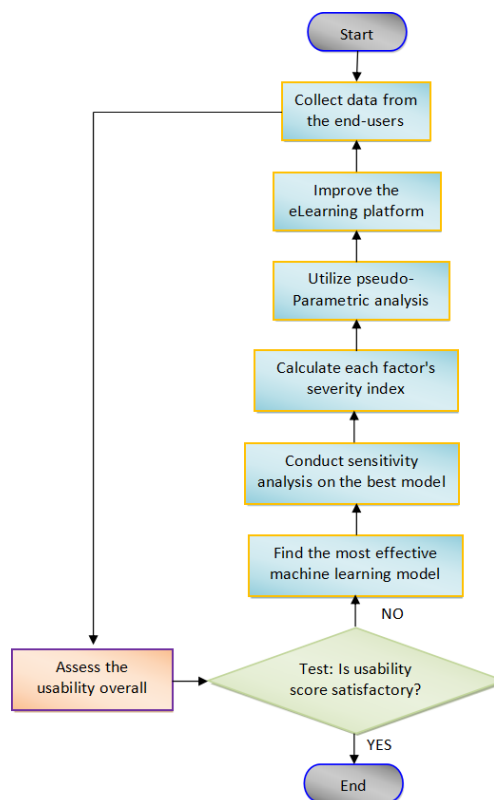 Start
Collect data from
the end-users
Improve the
eLearning platform
Utilize pseudo-
Parametric analysis
Calculate each factor's
severity index
Conduct sensitivity
analysis on the best model
Find the most effective
machine learning model
NO
Assess the
usability overall
Test: Is usability
score satisfactory?
YES
End